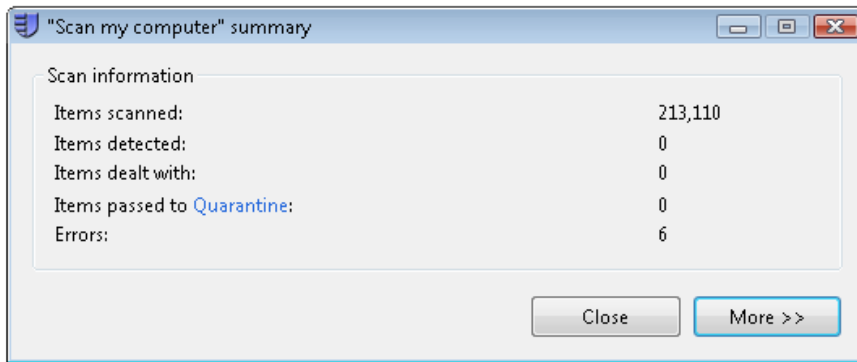 "Scan my computer" summary
Scan information
Items scanned: 213,110
Items detected: 0
Items dealt with: 0
Items passed to Quarantine: 0
Errors: 6
Close More >>